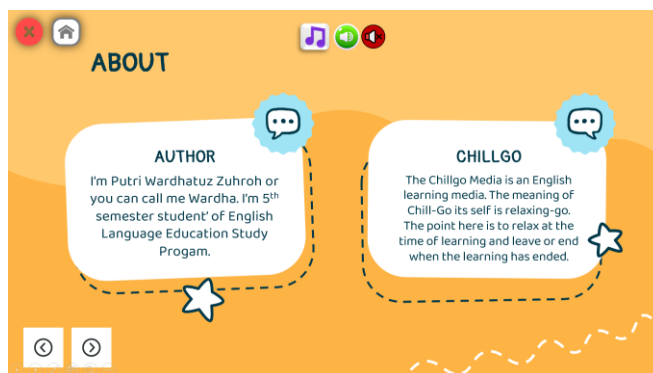 ABOUT
AUTHOR
I'm Putri Wardhatuz Zuhroh or
you can call me Wardha. I'm 5th
semester student' of English
Language Education Study
Progam.
CHILLGO
The Chillgo Media is an English
learning media. The meaning of
Chill-Go its self is relaxing-go.
The point here is to relax at the
time of learning and leave or end
when the learning has ended.